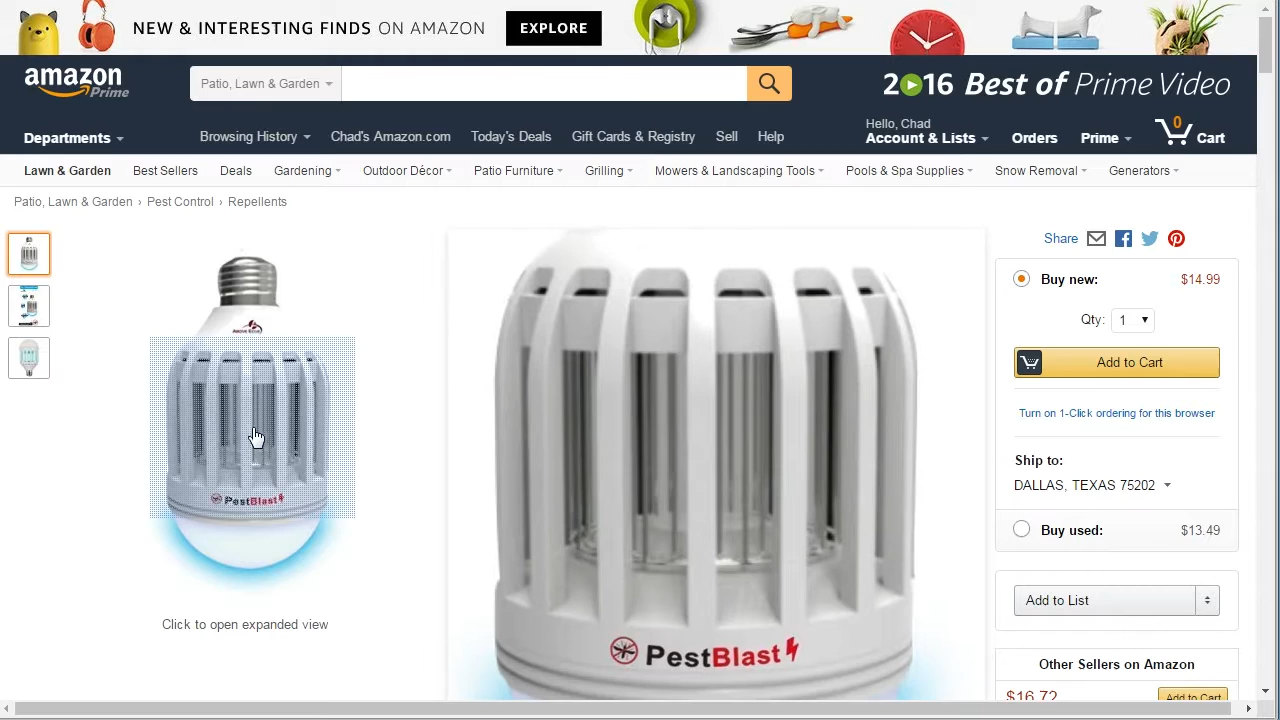 NEW & INTERESTING FINDS ON AMAZON
EXPLORE
amazon
Prime
Patio, Lawn & Garden
2016 Best of Prime Video
Departments
Browsing History
Chad's Amazon.com
Today's Deals
Gift Cards & Registry
Sell
Help
Hello, Chad
Account & Lists
Orders
Prime
0
Cart
Lawn & Garden
Best Sellers
Deals
Gardening
Outdoor Décor
Patio Furniture
Grilling
Mowers & Landscaping Tools
Pools & Spa Supplies
Snow Removal
Generators
Patio, Lawn & Garden › Pest Control › Repellents
PestBlast
Click to open expanded view
PestBlast
Share
Buy new: $14.99
Qty: 1
Add to Cart
Turn on 1-Click ordering for this browser
Ship to:
DALLAS, TEXAS 75202
Buy used: $13.49
Add to List
Other Sellers on Amazon
$16.72
Add to Cart